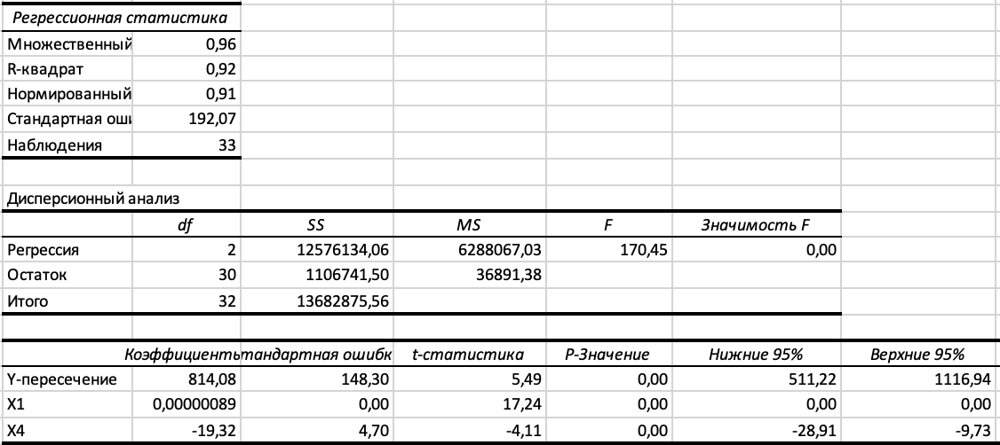 Регрессионная статистика
Множественный 0,96
R-квадрат 0,92
Нормированный 0,91
Стандартная оши 192,07
Наблюдения 33
Дисперсионный анализ
df SS MS F Значимость F
Регрессия 2 12576134,06 6288067,03 170,45 0,00
Остаток 30 1106741,50 36891,38
Итого 32 13682875,56
Коэффициенты тандартная ошибк t-статистика P-Значение Нижние 95% Верхние 95%
Y-пересечение 814,08 148,30 5,49 0,00 511,22 1116,94
X1 0,00000089 0,00 17,24 0,00 0,00 0,00
X4 -19,32 4,70 -4,11 0,00 -28,91 -9,73